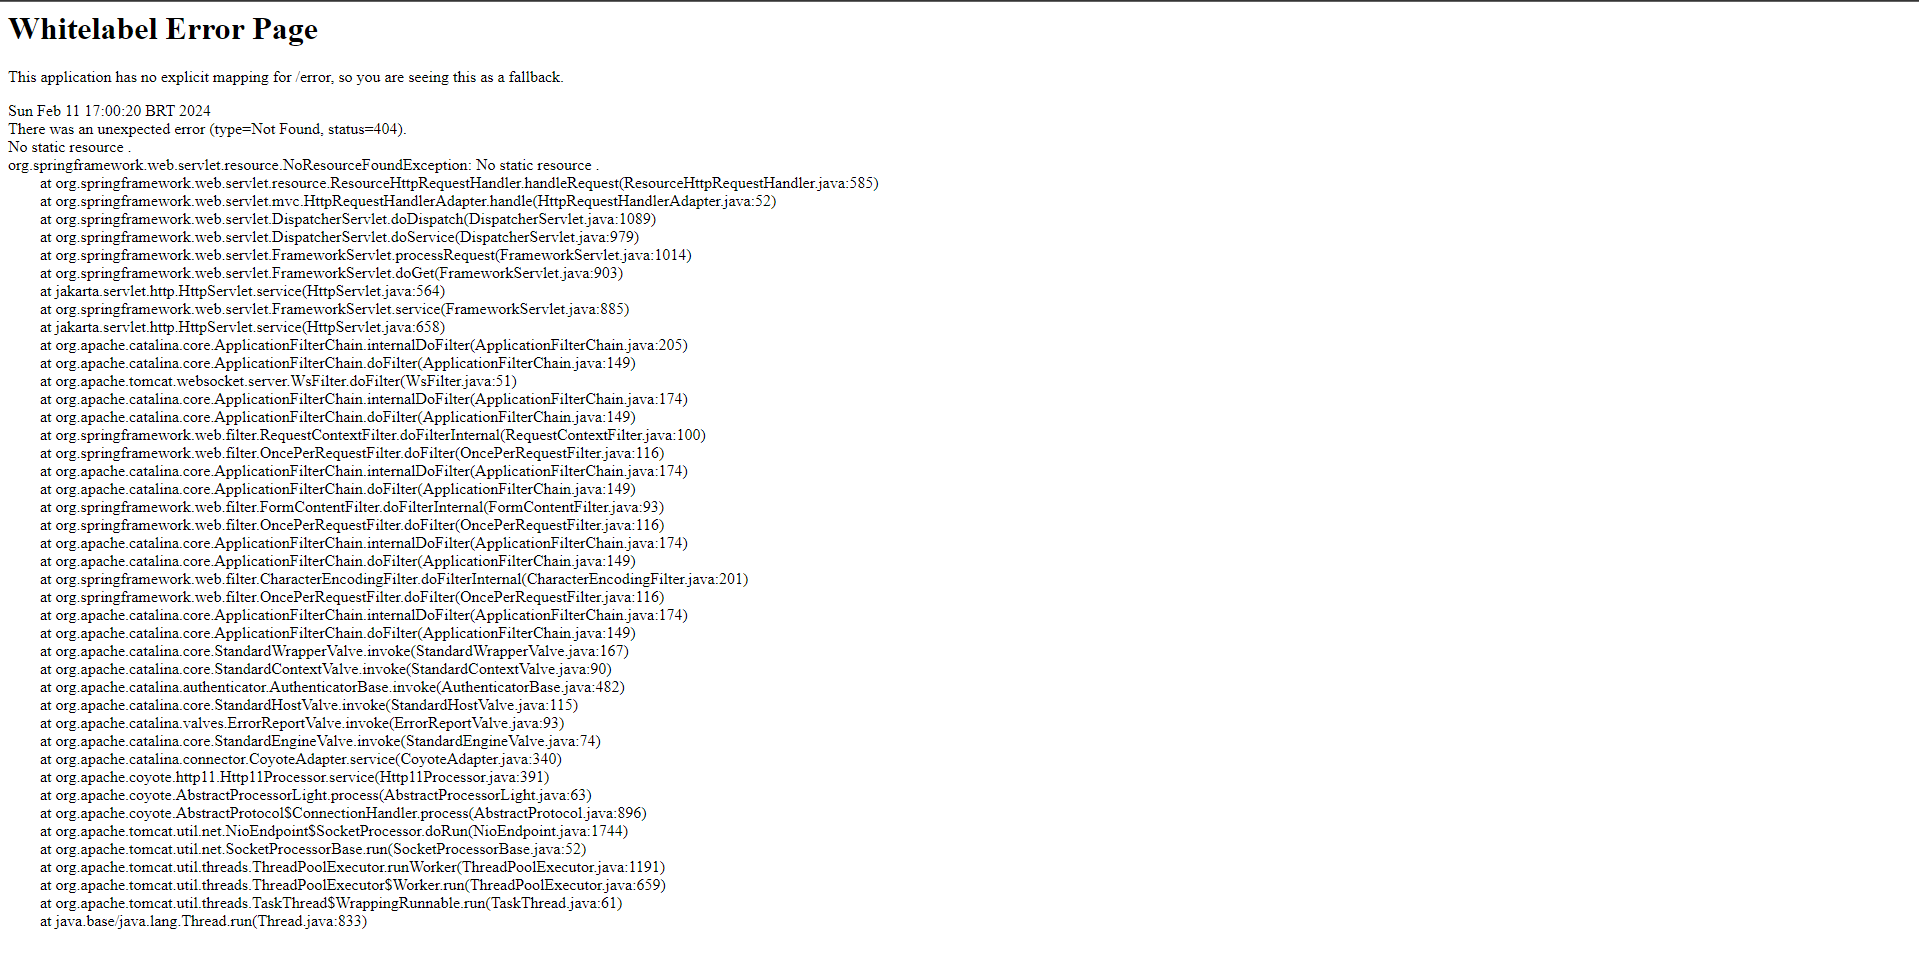 Whitelabel Error Page
This application has no explicit mapping for /error, so you are seeing this as a fallback.
Sun Feb 11 17:00:20 BRT 2024
There was an unexpected error (type=Not Found, status=404).
No static resource .
org.springframework.web.servlet.resource.NoResourceFoundException: No static resource .
at org.springframework.web.servlet.resource.ResourceHttpRequestHandler.handleRequest(ResourceHttpRequestHandler.java:585)
at org.springframework.web.servlet.mvc.HttpRequestHandlerAdapter.handle(HttpRequestHandlerAdapter.java:52)
at org.springframework.web.servlet.DispatcherServlet.doDispatch(DispatcherServlet.java:1089)
at org.springframework.web.servlet.DispatcherServlet.doService(DispatcherServlet.java:979)
at org.springframework.web.servlet.FrameworkServlet.processRequest(FrameworkServlet.java:1014)
at org.springframework.web.servlet.FrameworkServlet.doGet(FrameworkServlet.java:903)
at jakarta.servlet.http.HttpServlet.service(HttpServlet.java:564)
at org.springframework.web.servlet.FrameworkServlet.service(FrameworkServlet.java:885)
at jakarta.servlet.http.HttpServlet.service(HttpServlet.java:658)
at org.apache.catalina.core.ApplicationFilterChain.internalDoFilter(ApplicationFilterChain.java:205)
at org.apache.catalina.core.ApplicationFilterChain.doFilter(ApplicationFilterChain.java:149)
at org.apache.tomcat.websocket.server.WsFilter.doFilter(WsFilter.java:51)
at org.apache.catalina.core.ApplicationFilterChain.internalDoFilter(ApplicationFilterChain.java:174)
at org.apache.catalina.core.ApplicationFilterChain.doFilter(ApplicationFilterChain.java:149)
at org.springframework.web.filter.RequestContextFilter.doFilterInternal(RequestContextFilter.java:100)
at org.springframework.web.filter.OncePerRequestFilter.doFilter(OncePerRequestFilter.java:116)
at org.apache.catalina.core.ApplicationFilterChain.internalDoFilter(ApplicationFilterChain.java:174)
at org.apache.catalina.core.ApplicationFilterChain.doFilter(ApplicationFilterChain.java:149)
at org.springframework.web.filter.FormContentFilter.doFilterInternal(FormContentFilter.java:93)
at org.springframework.web.filter.OncePerRequestFilter.doFilter(OncePerRequestFilter.java:116)
at org.apache.catalina.core.ApplicationFilterChain.internalDoFilter(ApplicationFilterChain.java:174)
at org.apache.catalina.core.ApplicationFilterChain.doFilter(ApplicationFilterChain.java:149)
at org.springframework.web.filter.CharacterEncodingFilter.doFilterInternal(CharacterEncodingFilter.java:201)
at org.springframework.web.filter.OncePerRequestFilter.doFilter(OncePerRequestFilter.java:116)
at org.apache.catalina.core.ApplicationFilterChain.internalDoFilter(ApplicationFilterChain.java:174)
at org.apache.catalina.core.ApplicationFilterChain.doFilter(ApplicationFilterChain.java:149)
at org.apache.catalina.core.StandardWrapperValve.invoke(StandardWrapperValve.java:167)
at org.apache.catalina.core.StandardContextValve.invoke(StandardContextValve.java:90)
at org.apache.catalina.authenticator.AuthenticatorBase.invoke(AuthenticatorBase.java:482)
at org.apache.catalina.core.StandardHostValve.invoke(StandardHostValve.java:115)
at org.apache.catalina.valves.ErrorReportValve.invoke(ErrorReportValve.java:93)
at org.apache.catalina.core.StandardEngineValve.invoke(StandardEngineValve.java:74)
at org.apache.catalina.connector.CoyoteAdapter.service(CoyoteAdapter.java:340)
at org.apache.coyote.http11.Http11Processor.service(Http11Processor.java:391)
at org.apache.coyote.AbstractProcessorLight.process(AbstractProcessorLight.java:63)
at org.apache.coyote.AbstractProtocol$ConnectionHandler.process(AbstractProtocol.java:896)
at org.apache.tomcat.util.net.NioEndpoint$SocketProcessor.doRun(NioEndpoint.java:1744)
at org.apache.tomcat.util.net.SocketProcessorBase.run(SocketProcessorBase.java:52)
at org.apache.tomcat.util.threads.ThreadPoolExecutor.runWorker(ThreadPoolExecutor.java:1191)
at org.apache.tomcat.util.threads.ThreadPoolExecutor$Worker.run(ThreadPoolExecutor.java:659)
at org.apache.tomcat.util.threads.TaskThread$WrappingRunnable.run(TaskThread.java:61)
at java.base/java.lang.Thread.run(Thread.java:833)